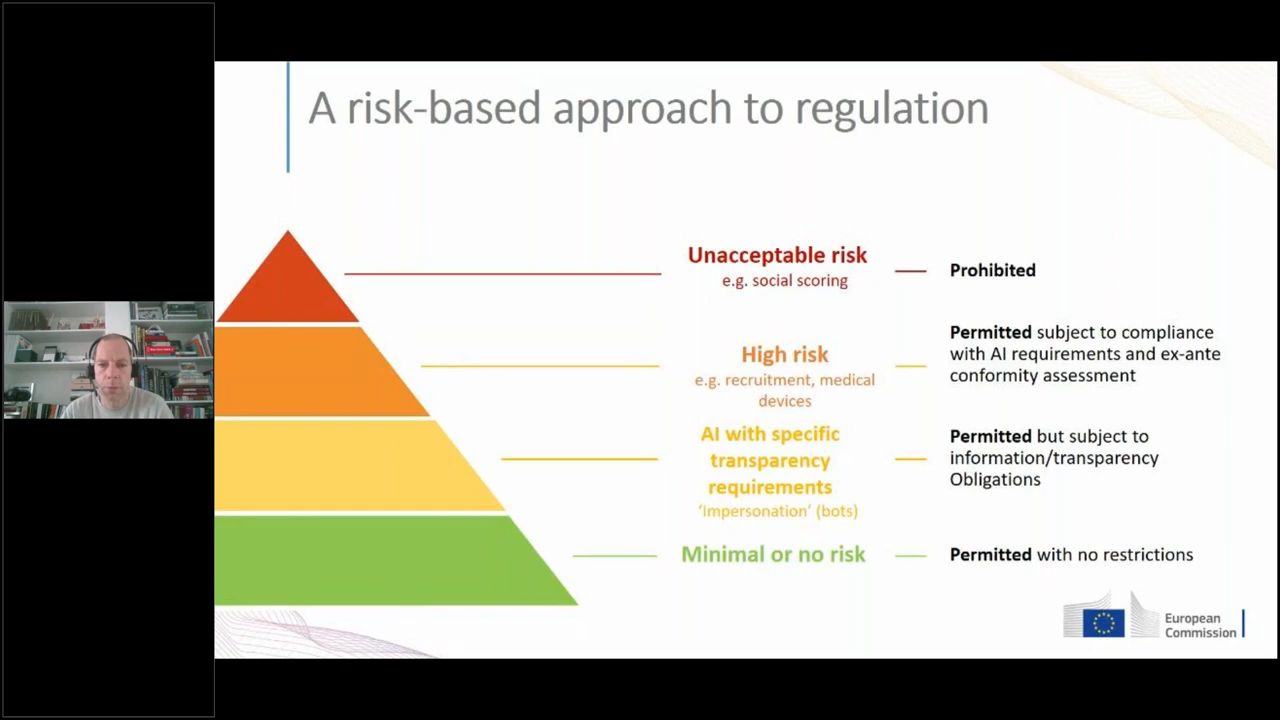 A risk-based approach to regulation
Unacceptable risk
e.g. social scoring
Prohibited
High risk
e.g. recruitment, medical
devices
Permitted subject to compliance
with AI requirements and ex-ante
conformity assessment
AI with specific
transparency
requirements
‘Impersonation’ (bots)
Permitted but subject to
information/transparency
Obligations
Minimal or no risk
Permitted with no restrictions
European
Commission